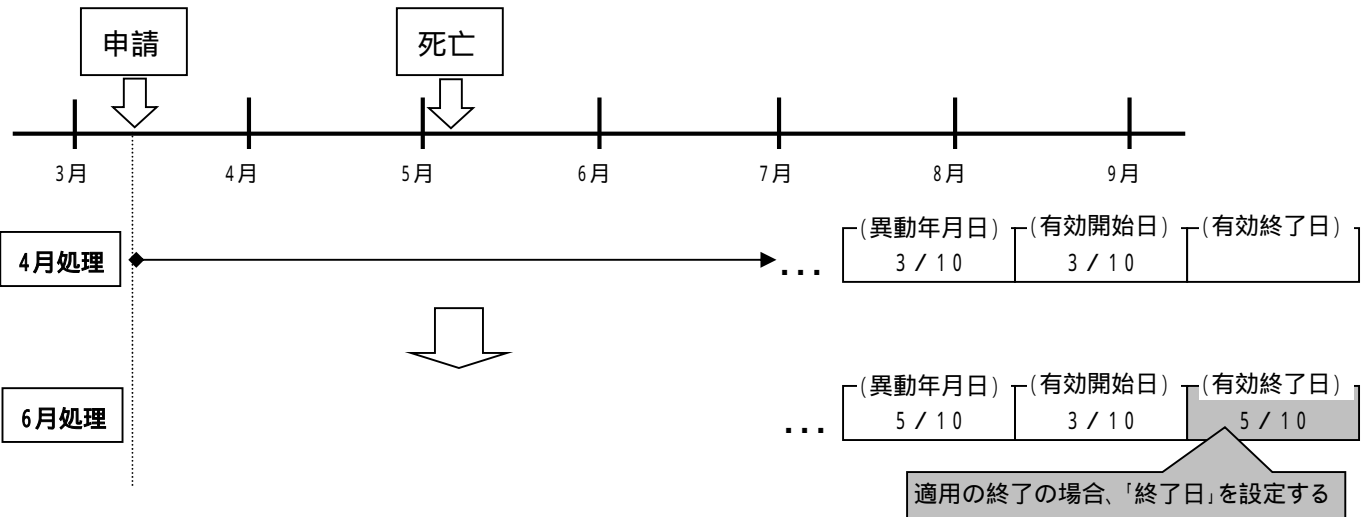 申請
死亡
3月
4月
5月
6月
7月
8月
9月
4月処理
...
(異動年月日)
(有効開始日)
(有効終了日)
3/10
3/10
6月処理
...
(異動年月日)
(有効開始日)
(有効終了日)
5/10
3/10
5/10
適用の終了の場合、「終了日」を設定する